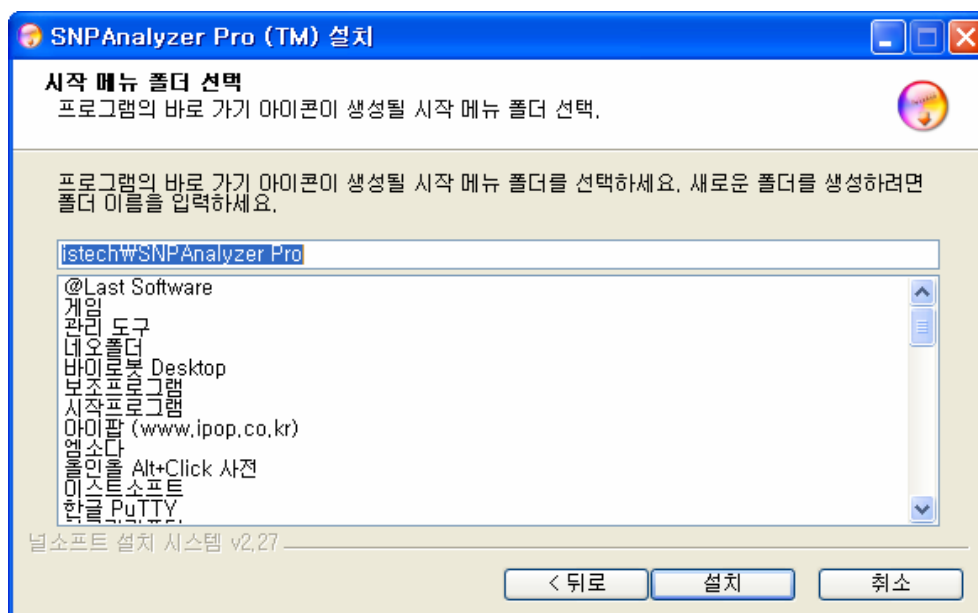 SNPAnalyzer Pro (TM) 설치
시작 메뉴 폴더 선택
프로그램의 바로 가기 아이콘이 생성될 시작 메뉴 폴더 선택.
프로그램의 바로 가기 아이콘이 생성될 시작 메뉴 폴더를 선택하세요. 새로운 폴더를 생성하려면
폴더 이름을 입력하세요.
istech₩SNPAnalyzer Pro
@Last Software
게임
관리 도구
네오폴더
바이로봇 Desktop
보조프로그램
시작프로그램
아이팝 (www.ipop.co.kr)
엠소다
올인올 Alt+Click 사전
이스트소프트
한글 PuTTY
널소프트 설치 시스템 v2.27
< 뒤로
설치
취소